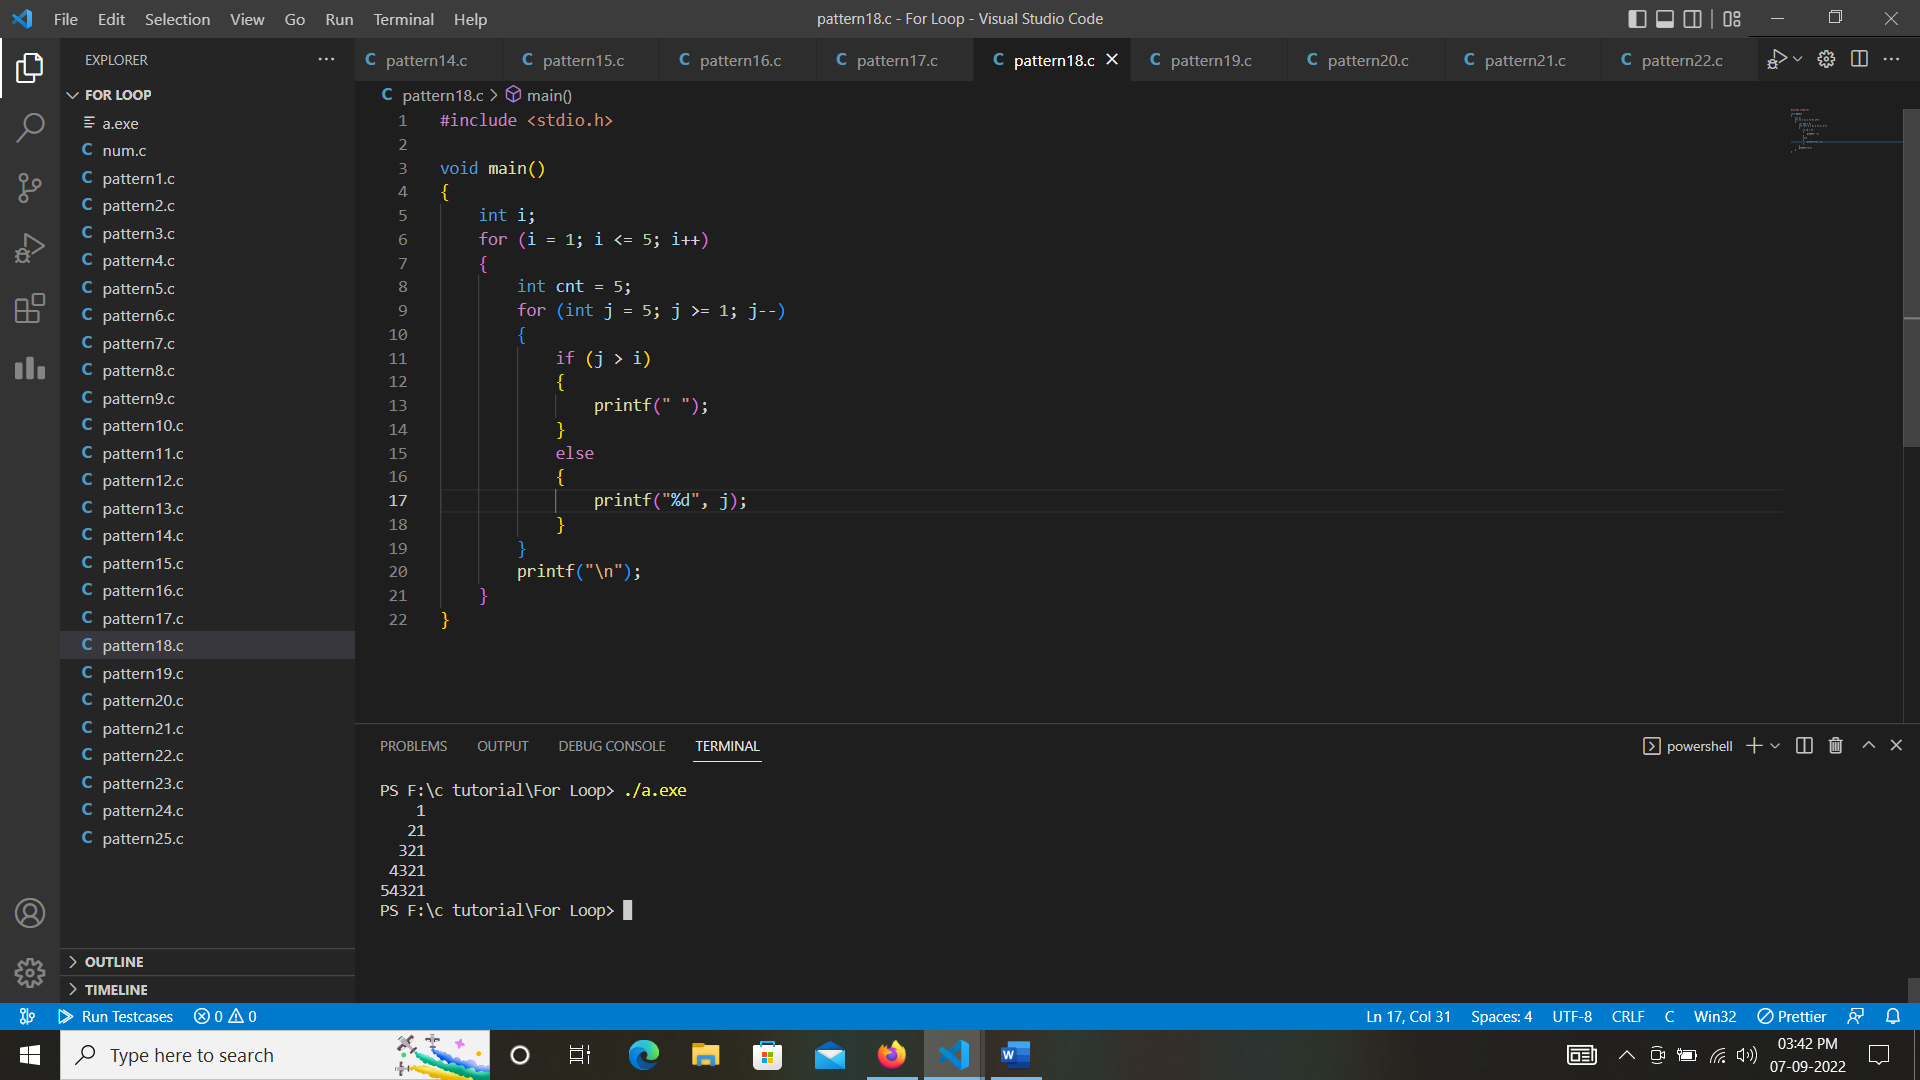 File Edit Selection View Go Run Terminal Help
pattern18.c - For Loop - Visual Studio Code
EXPLORER
FOR LOOP
a.exe
num.c
pattern1.c
pattern2.c
pattern3.c
pattern4.c
pattern5.c
pattern6.c
pattern7.c
pattern8.c
pattern9.c
pattern10.c
pattern11.c
pattern12.c
pattern13.c
pattern14.c
pattern15.c
pattern16.c
pattern17.c
pattern18.c
pattern19.c
pattern20.c
pattern21.c
pattern22.c
pattern23.c
pattern24.c
pattern25.c
OUTLINE
TIMELINE
pattern14.c pattern15.c pattern16.c pattern17.c pattern18.c pattern19.c pattern20.c pattern21.c pattern22.c
pattern18.c > main()
1 #include <stdio.h>
2
3 void main()
4 {
5     int i;
6     for (i = 1; i <= 5; i++)
7     {
8         int cnt = 5;
9         for (int j = 5; j >= 1; j--)
10         {
11             if (j > i)
12             {
13                 printf(" ");
14             }
15             else
16             {
17                 printf("%d", j);
18             }
19         }
20         printf("\n");
21     }
22 }
PROBLEMS OUTPUT DEBUG CONSOLE TERMINAL
powershell
PS F:\c tutorial\For Loop> ./a.exe
    1
   21
  321
 4321
54321
PS F:\c tutorial\For Loop>
Run Testcases 0 0
Ln 17, Col 31 Spaces: 4 UTF-8 CRLF C Win32 Prettier
Type here to search
03:42 PM
07-09-2022